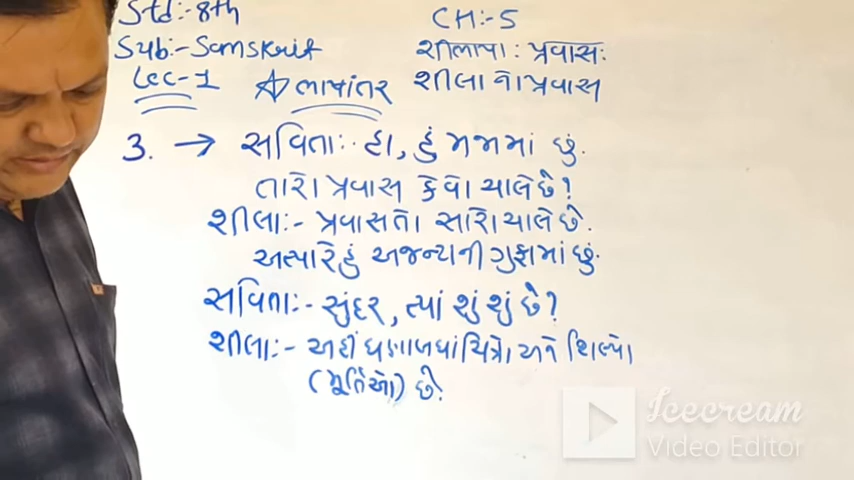 Std:- 8th
CH:- 5
Sub:- Samskrit
શીલાયા: પ્રવાસ:
Lec-1
ભાષાંતર
શીલાનો પ્રવાસ
3. → સવિતા:- હા, હું મજામાં છું.
તારો પ્રવાસ કેવો ચાલે છે?
શીલા:- પ્રવાસ તો સારો ચાલે છે.
અત્યારે હું અજન્યની ગુફામાં છું.
સવિતા:- સુંદર, ત્યાં શું શું છે?
શીલા:- અહીં ઘણાબધાં ચિત્રો અને શિલ્પો
(મૂર્તિઓ) છે.
Icecream
Video Editor